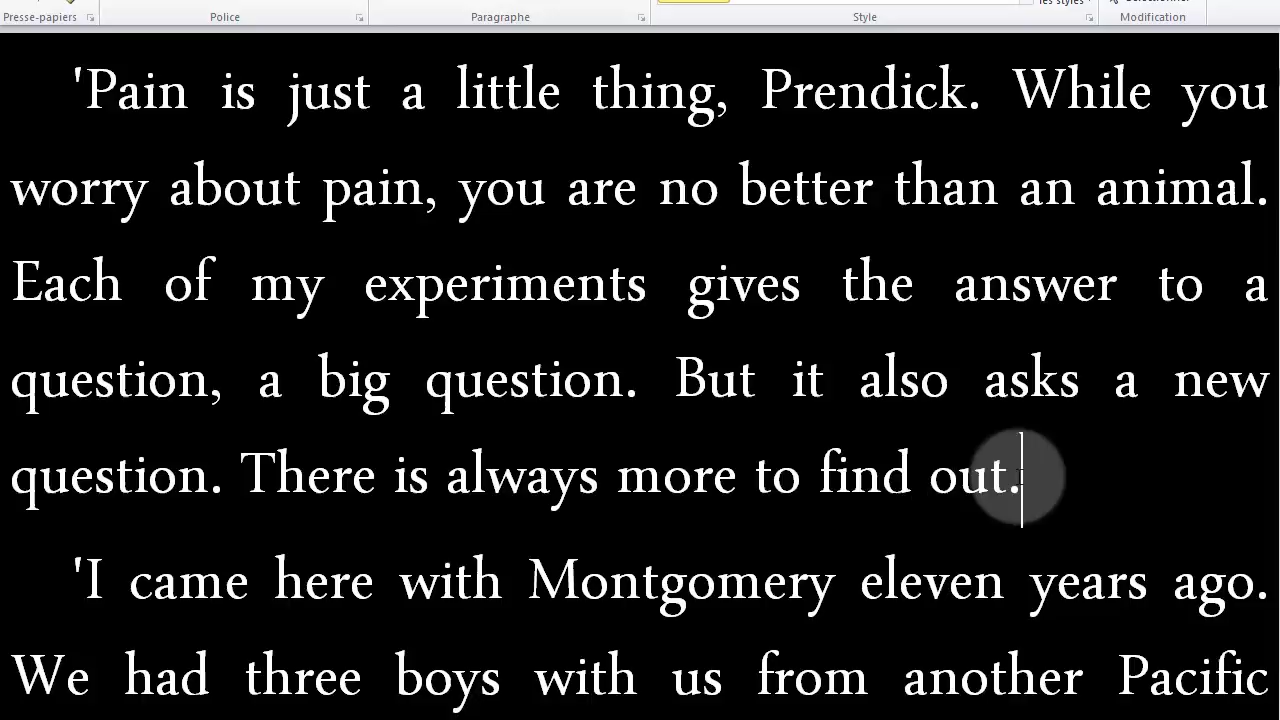 Presse-papiers Police Paragraphe Style Modification
'Pain is just a little thing, Prendick. While you
worry about pain, you are no better than an animal.
Each of my experiments gives the answer to a
question, a big question. But it also asks a new
question. There is always more to find out.
'I came here with Montgomery eleven years ago.
We had three boys with us from another Pacific